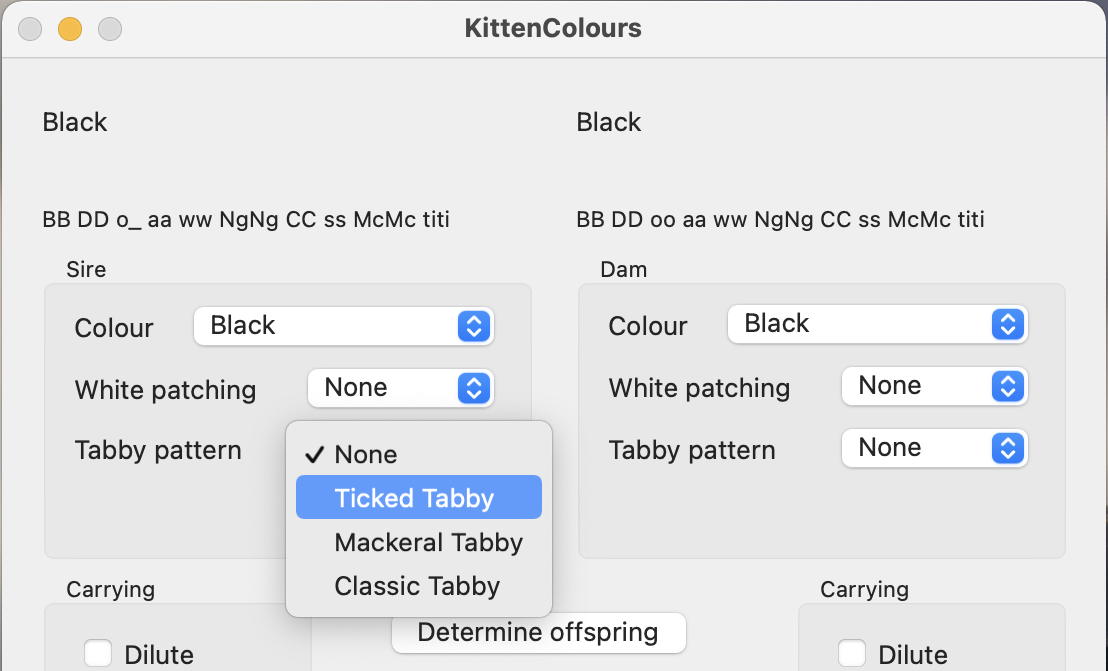 KittenColours
Black
Black
BB DD o_ aa ww NgNg CC ss McMc titi
BB DD oo aa ww NgNg CC ss McMc titi
Sire
Dam
Colour Black
Colour Black
White patching None
White patching None
Tabby pattern
None
Ticked Tabby
Mackeral Tabby
Classic Tabby
Tabby pattern None
Carrying
Carrying
Dilute
Determine offspring
Dilute